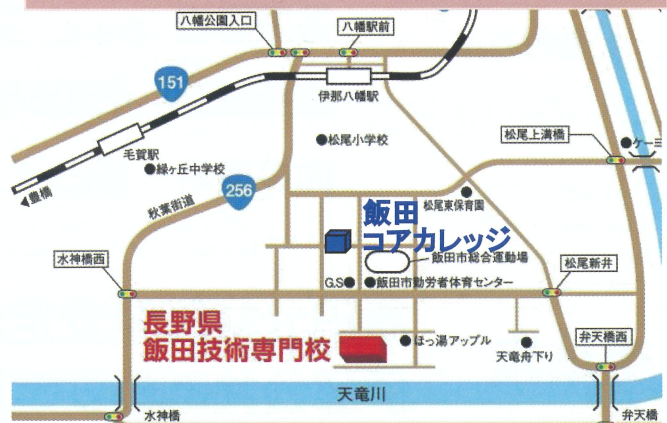 八幡公園入口
八幡駅前
151
伊那八幡駅
毛賀駅
松尾小学校
松尾上溝橋
緑ヶ丘中学校
豊橋
256
秋葉街道
松尾東保育園
飯田
コアカレッジ
水神橋西
飯田市総合運動場
松尾新井
G.S
飯田市勤労者体育センター
長野県
飯田技術専門校
ほっ湯アップル
天竜舟下り
弁天橋西
天竜川
水神橋
弁天橋